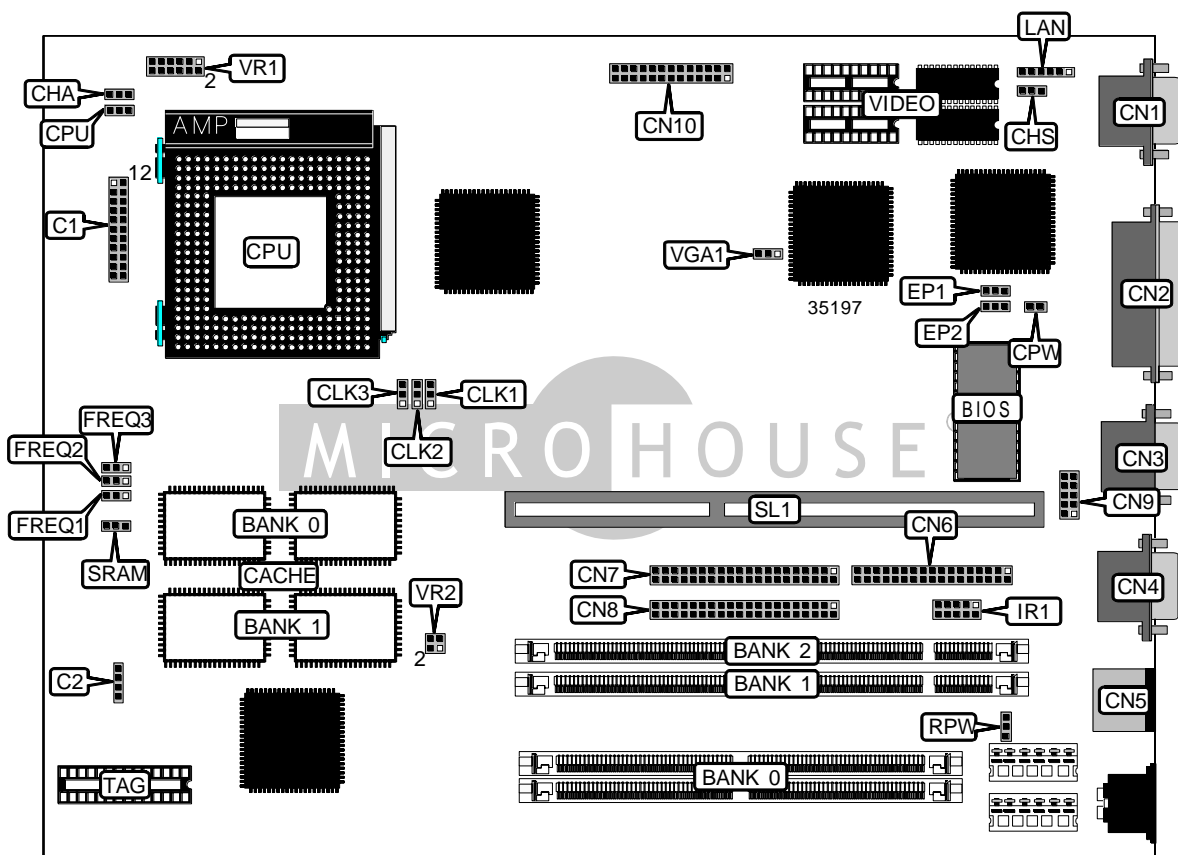 LAN
VR1
2
CHA
CPU
AMP
CN10
VIDEO
CHS
CN1
12
C1
CPU
VGA1
35197
EP1
EP2
CPW
CN2
CLK3
CLK1
CLK2
BIOS
MICROHOUSE
FREQ3
FREQ2
FREQ1
SRAM
BANK 0
CACHE
BANK 1
VR2
2
SL1
CN6
CN3
CN9
CN7
CN8
IR1
CN4
BANK 2
BANK 1
C2
CN5
RPW
BANK 0
TAG